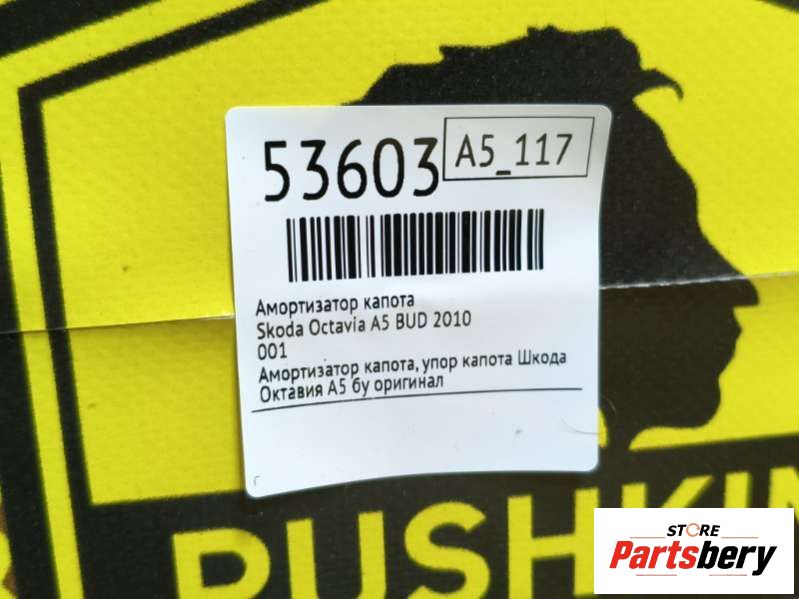 53603
A5_117
Амортизатор капота
Skoda Octavia A5 BUD 2010
001
Амортизатор капота, упор капота Шкода
Октавия А5 бу оригинал
PUSHKIN
STORE
Partsbery